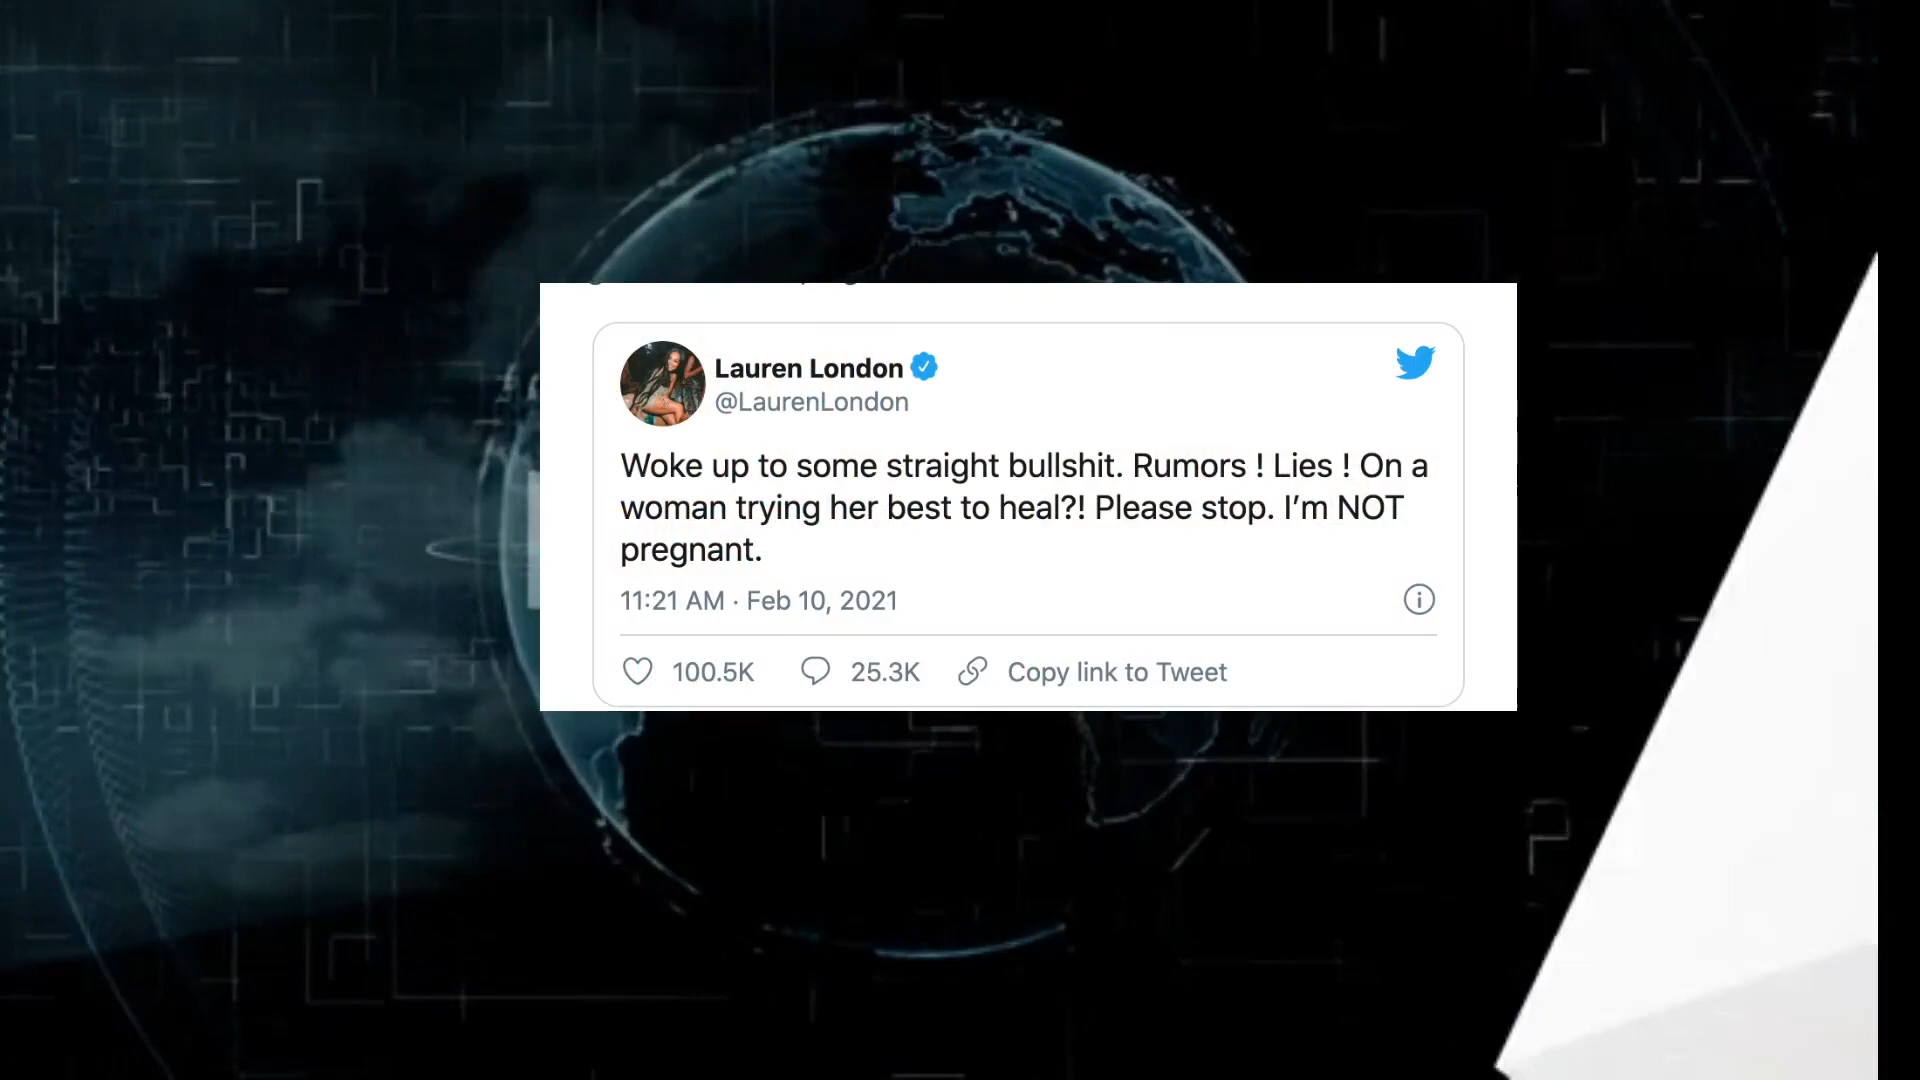 Lauren London
@LaurenLondon
Woke up to some straight bullshit. Rumors ! Lies ! On a
woman trying her best to heal?! Please stop. I’m NOT
pregnant.
11:21 AM · Feb 10, 2021
100.5K 25.3K Copy link to Tweet